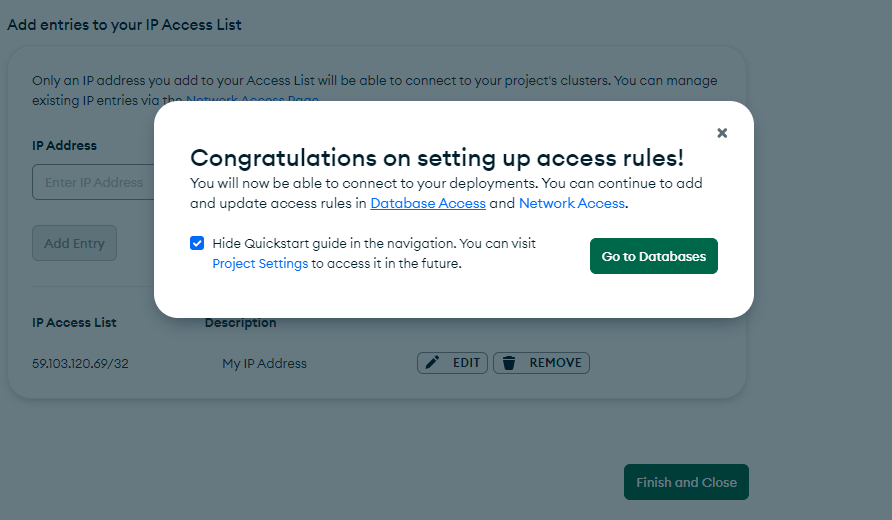 Add entries to your IP Access List
Only an IP address you add to your Access List will be able to connect to your project's clusters. You can manage
existing IP entries via the Network Access Page.
IP Address
Enter IP Address
Add Entry
Congratulations on setting up access rules!
You will now be able to connect to your deployments. You can continue to add
and update access rules in Database Access and Network Access.
Hide Quickstart guide in the navigation. You can visit
Project Settings to access it in the future.
Go to Databases
IP Access List Description
59.103.120.69/32 My IP Address EDIT REMOVE
Finish and Close